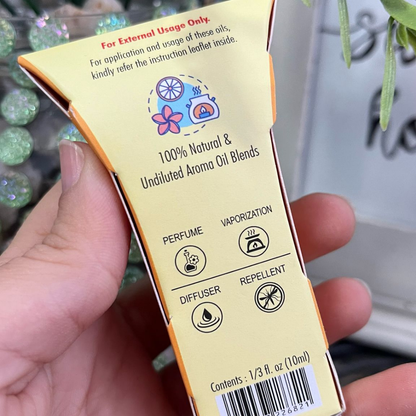 For External Usage Only.
For application and usage of these oils,
kindly refer the instruction leaflet inside.
100% Natural &
Undiluted Aroma Oil Blends
PERFUME VAPORIZATION
DIFFUSER REPELLENT
Contents : 1/3 fl. oz (10ml)